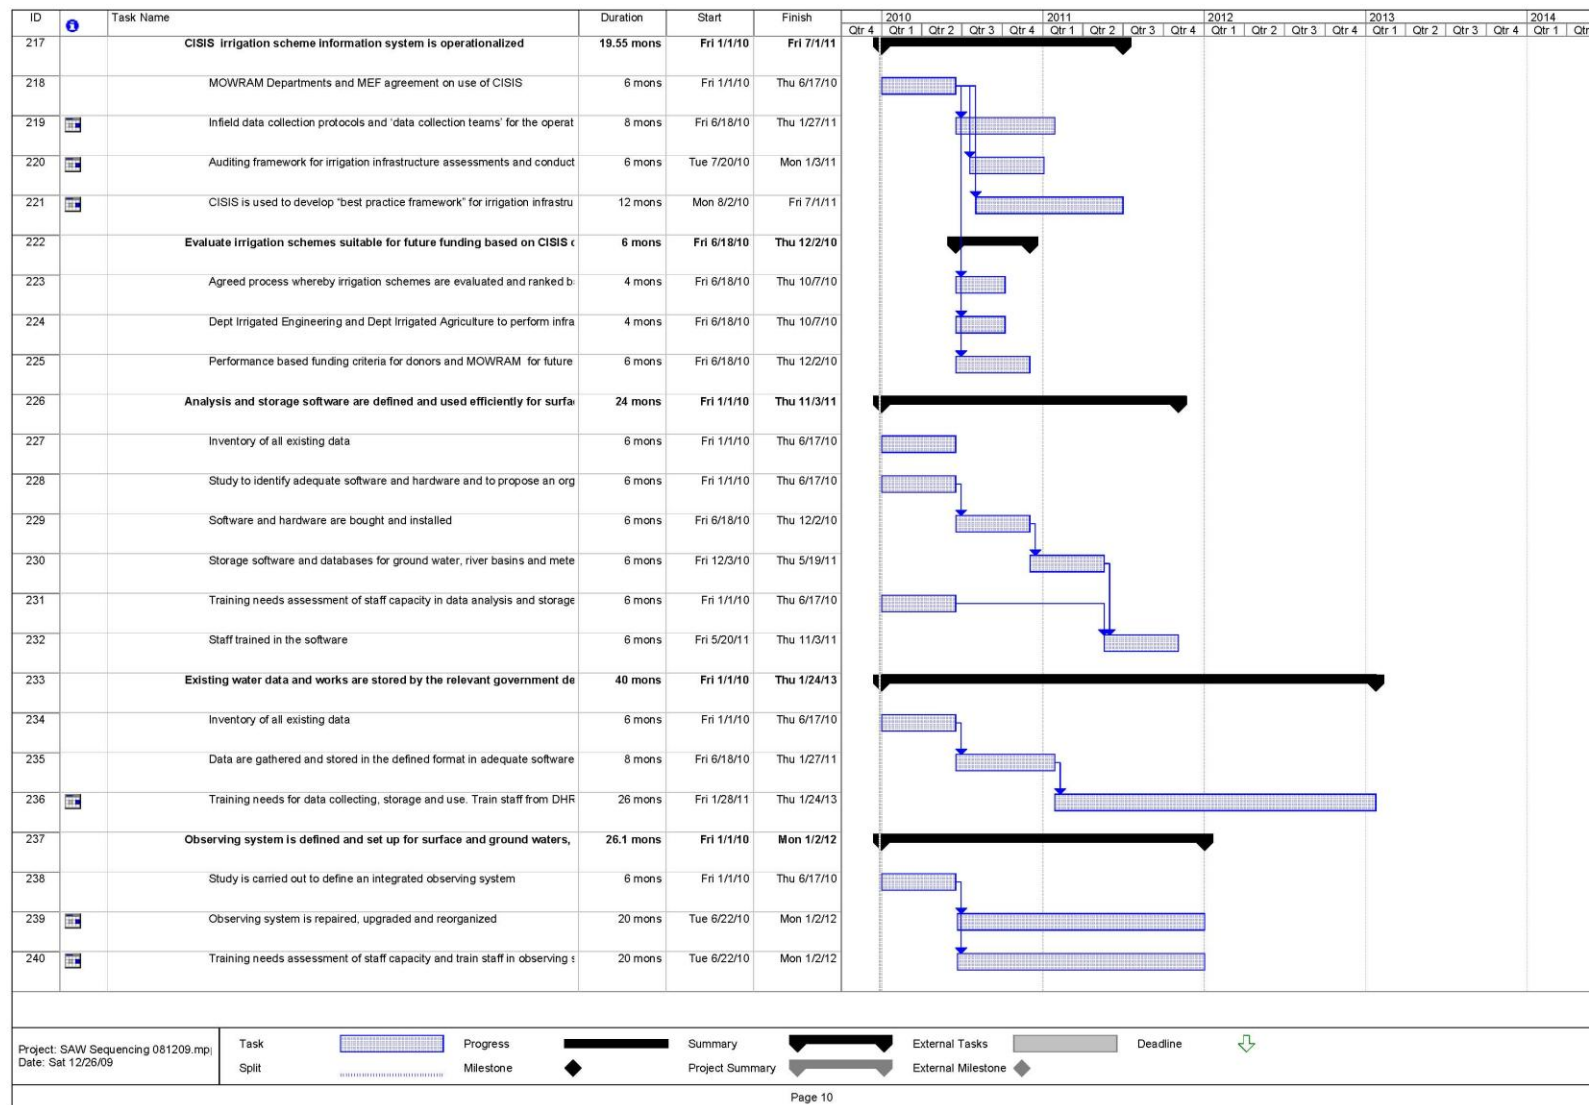 ID Task Name Duration Start Finish 2010 2011 2012 2013 2014
Qtr 4 Qtr 1 Qtr 2 Qtr 3 Qtr 4 Qtr 1 Qtr 2 Qtr 3 Qtr 4 Qtr 1 Qtr 2 Qtr 3 Qtr 4 Qtr 1 Qtr 2 Qtr 3 Qtr 4 Qtr 1 Qtr
217 CISIS irrigation scheme information system is operationalized 19.55 mons Fri 1/1/10 Fri 7/1/11
218 MOWRAM Departments and MEF agreement on use of CISIS 6 mons Fri 1/1/10 Thu 6/17/10
219 Infield data collection protocols and 'data collection teams' for the operat 8 mons Fri 6/18/10 Thu 1/27/11
220 Auditing framework for irrigation infrastructure assessments and conduct 6 mons Tue 7/20/10 Mon 1/3/11
221 CISIS is used to develop "best practice framework" for irrigation infrastru 12 mons Mon 8/2/10 Fri 7/1/11
222 Evaluate irrigation schemes suitable for future funding based on CISIS 6 mons Fri 6/18/10 Thu 12/2/10
223 Agreed process whereby irrigation schemes are evaluated and ranked 4 mons Fri 6/18/10 Thu 10/7/10
224 Dept Irrigated Engineering and Dept Irrigated Agriculture to perform infra 4 mons Fri 6/18/10 Thu 10/7/10
225 Performance based funding criteria for donors and MOWRAM for future 6 mons Fri 6/18/10 Thu 12/2/10
226 Analysis and storage software are defined and used efficiently for surfa 24 mons Fri 1/1/10 Thu 11/3/11
227 Inventory of all existing data 6 mons Fri 1/1/10 Thu 6/17/10
228 Study to identify adequate software and hardware and to propose an org 6 mons Fri 1/1/10 Thu 6/17/10
229 Software and hardware are bought and installed 6 mons Fri 6/18/10 Thu 12/2/10
230 Storage software and databases for ground water, river basins and mete 6 mons Fri 12/3/10 Thu 5/19/11
231 Training needs assessment of staff capacity in data analysis and storage 6 mons Fri 1/1/10 Thu 6/17/10
232 Staff trained in the software 6 mons Fri 5/20/11 Thu 11/3/11
233 Existing water data and works are stored by the relevant government de 40 mons Fri 1/1/10 Thu 1/24/13
234 Inventory of all existing data 6 mons Fri 1/1/10 Thu 6/17/10
235 Data are gathered and stored in the defined format in adequate software 8 mons Fri 6/18/10 Thu 1/27/11
236 Training needs for data collecting, storage and use. Train staff from DHR 26 mons Fri 1/28/11 Thu 1/24/13
237 Observing system is defined and set up for surface and ground waters, 26.1 mons Fri 1/1/10 Mon 1/2/12
238 Study is carried out to define an integrated observing system 6 mons Fri 1/1/10 Thu 6/17/10
239 Observing system is repaired, upgraded and reorganized 20 mons Tue 6/22/10 Mon 1/2/12
240 Training needs assessment of staff capacity and train staff in observing 20 mons Tue 6/22/10 Mon 1/2/12
Project: SAW Sequencing 081209.mp
Date: Sat 12/26/09
Task Progress Summary External Tasks Deadline
Split Milestone Project Summary External Milestone
Page 10